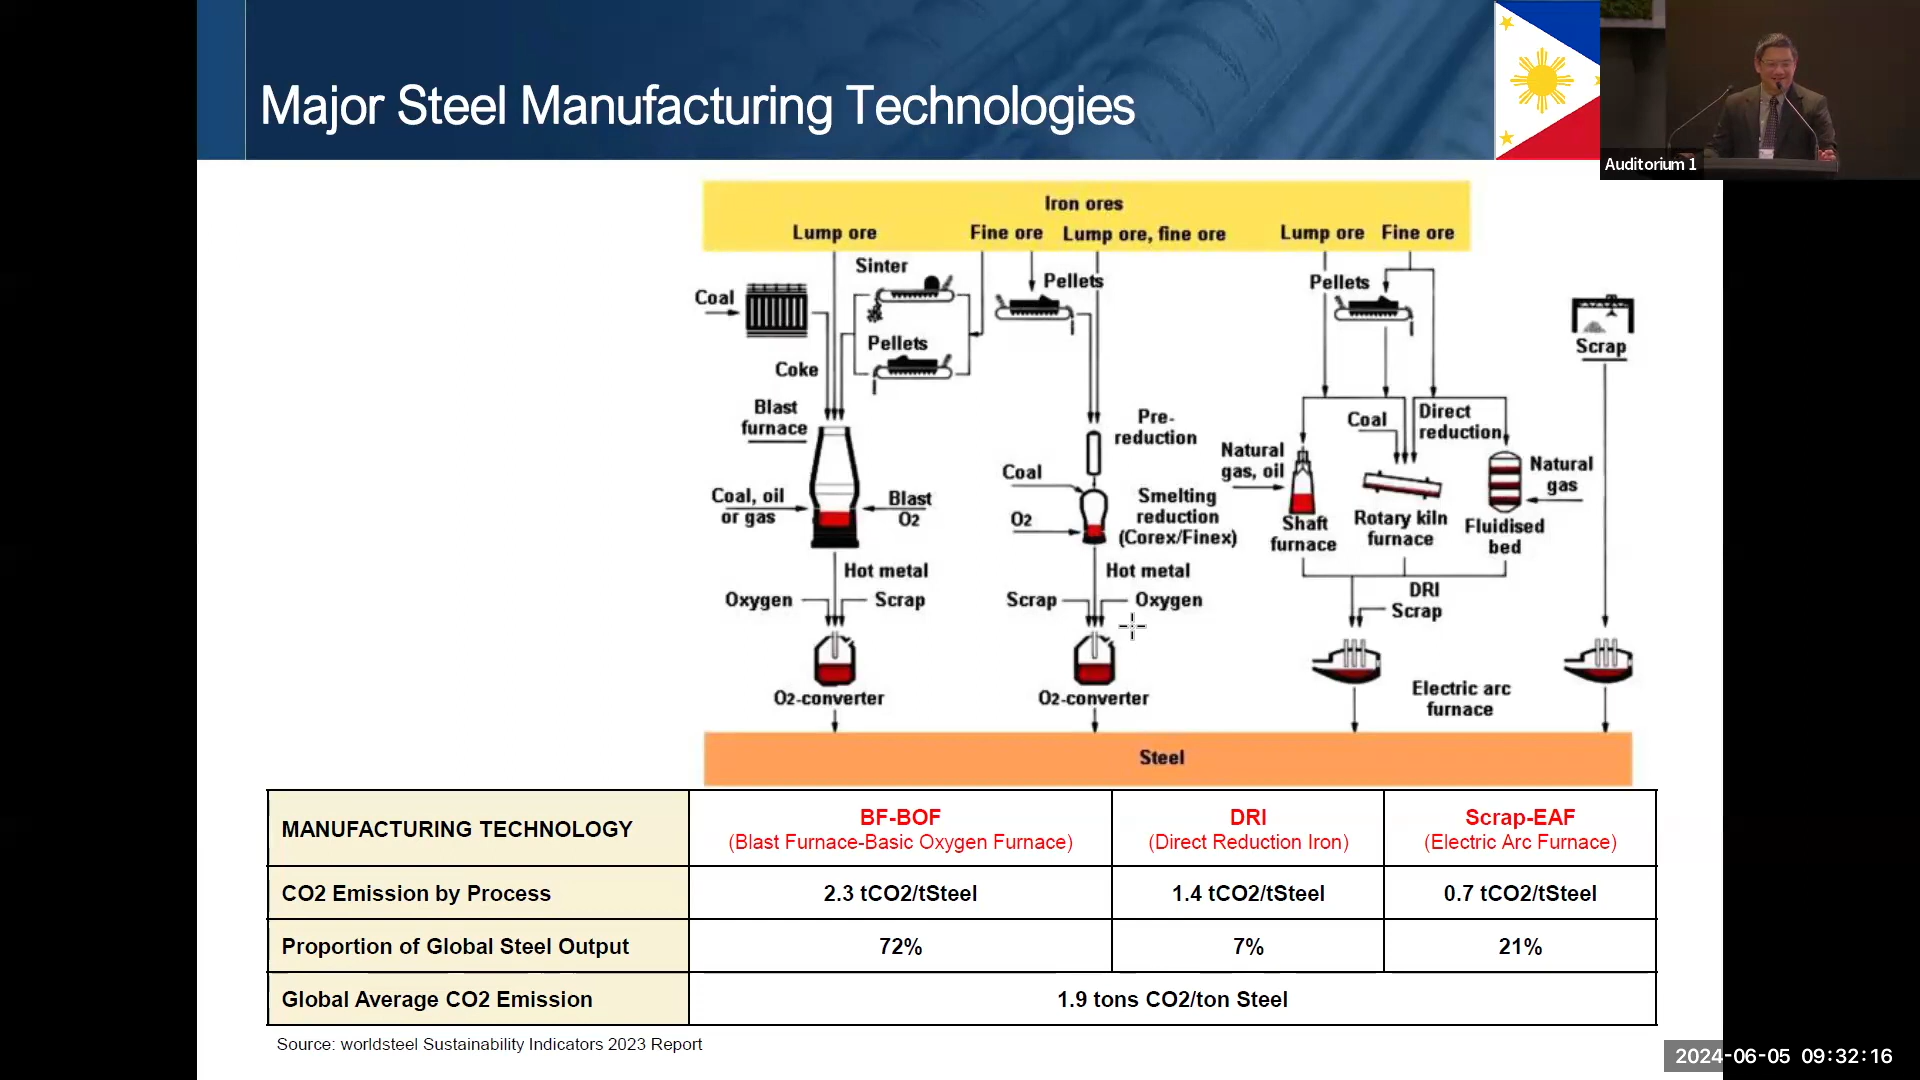 Major Steel Manufacturing Technologies
Auditorium 1
Iron ores
Lump ore
Fine ore
Lump ore, fine ore
Lump ore
Fine ore
Sinter
Coal
Pellets
Coke
Blast
furnace
Coal, oil
or gas
Blast
O2
Hot metal
Oxygen
Scrap
O2-converter
Pellets
Pre-
reduction
Coal
O2
Smelting
reduction
(Corex/Finex)
Hot metal
Scrap
Oxygen
O2-converter
Pellets
Coal
Direct
reduction
Natural
gas, oil
Natural
gas
Shaft
furnace
Rotary kiln
furnace
Fluidised
bed
DRI
Scrap
Electric arc
furnace
Scrap
Steel
MANUFACTURING TECHNOLOGY
BF-BOF
(Blast Furnace-Basic Oxygen Furnace)
DRI
(Direct Reduction Iron)
Scrap-EAF
(Electric Arc Furnace)
CO2 Emission by Process
2.3 tCO2/tSteel
1.4 tCO2/tSteel
0.7 tCO2/tSteel
Proportion of Global Steel Output
72%
7%
21%
Global Average CO2 Emission
1.9 tons CO2/ton Steel
Source: worldsteel Sustainability Indicators 2023 Report
2024-06-05 09:32:16